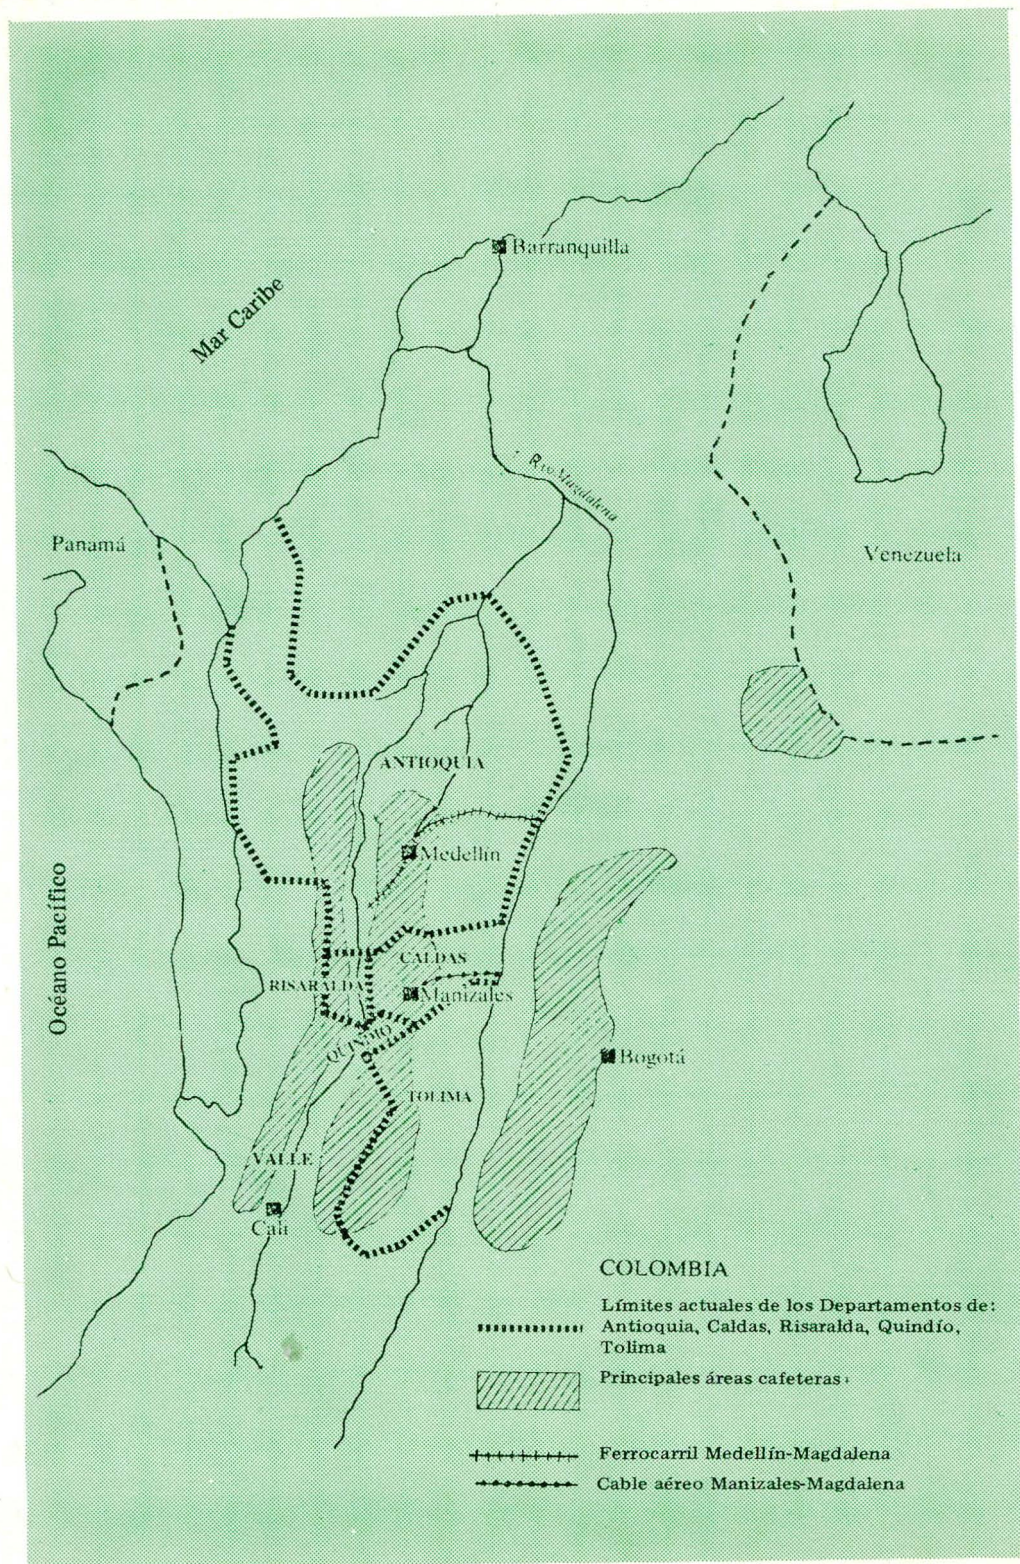 Barranquilla
Mar Caribe
Río Magdalena
Panamá
Venezuela
ANTIOQUIA
Medellín
Océano Pacífico
CALDAS
RISARALDA
Manizales
QUINDIO
Bogotá
TOLIMA
VALLE
Cali
COLOMBIA
Límites actuales de los Departamentos de:
Antioquia, Caldas, Risaralda, Quindío,
Tolima
Principales áreas cafeteras:
Ferrocarril Medellín-Magdalena
Cable aéreo Manizales-Magdalena